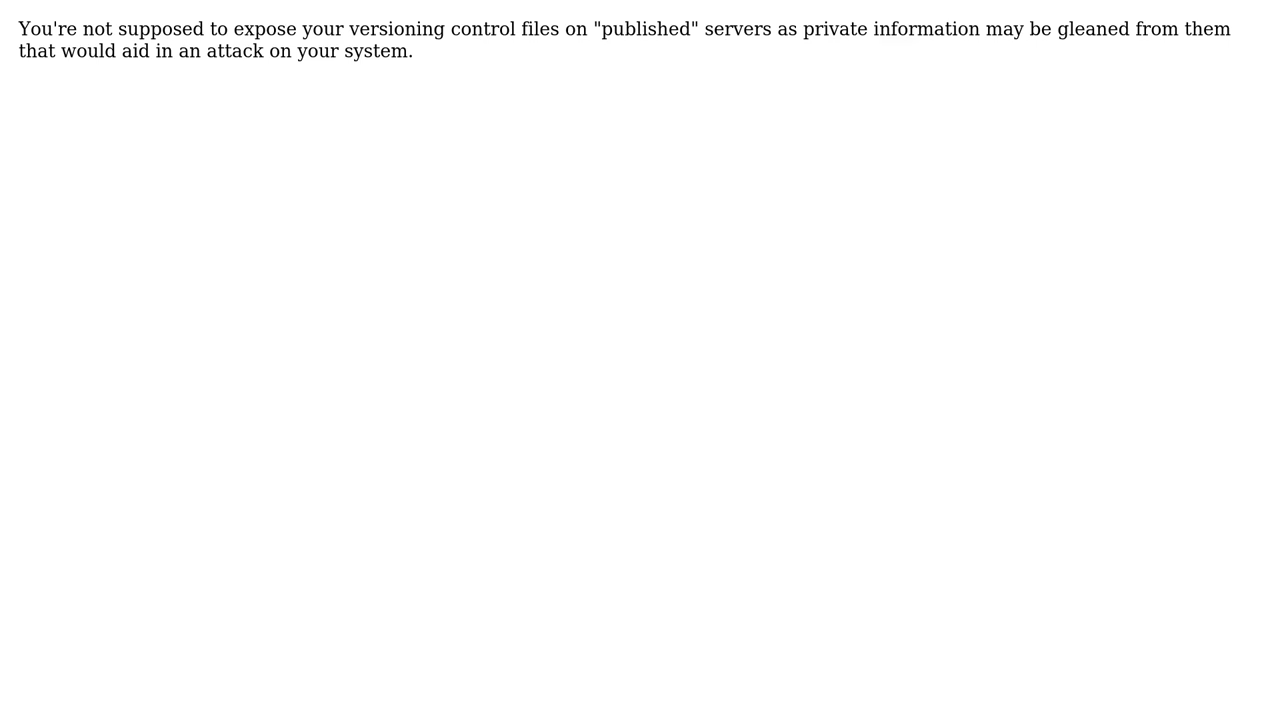 You're not supposed to expose your versioning control files on "published" servers as private information may be gleaned from them
that would aid in an attack on your system.